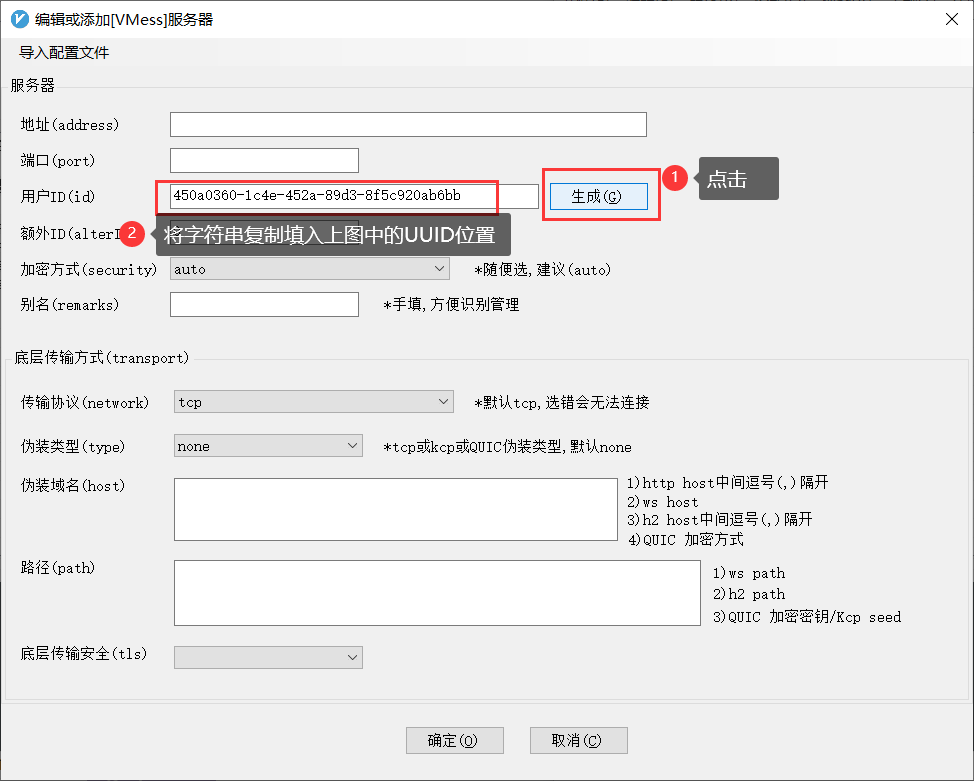 编辑或添加[VMess]服务器
导入配置文件
服务器
地址(address)
端口(port)
用户ID(id)
450a0360-1c4e-452a-89d3-8f5c920ab6bb
生成(G)
1
点击
额外ID(alterI
2
将字符串复制填入上图中的UUID位置
加密方式(security)
auto
*随便选,建议(auto)
别名(remarks)
*手填,方便识别管理
底层传输方式(transport)
传输协议(network)
tcp
*默认tcp,选错会无法连接
伪装类型(type)
none
*tcp或kcp或QUIC伪装类型,默认none
伪装域名(host)
1)http host中间逗号(,)隔开
2)ws host
3)h2 host中间逗号(,)隔开
4)QUIC 加密方式
路径(path)
1)ws path
2)h2 path
3)QUIC 加密密钥/Kcp seed
底层传输安全(tls)
确定(O)
取消(C)